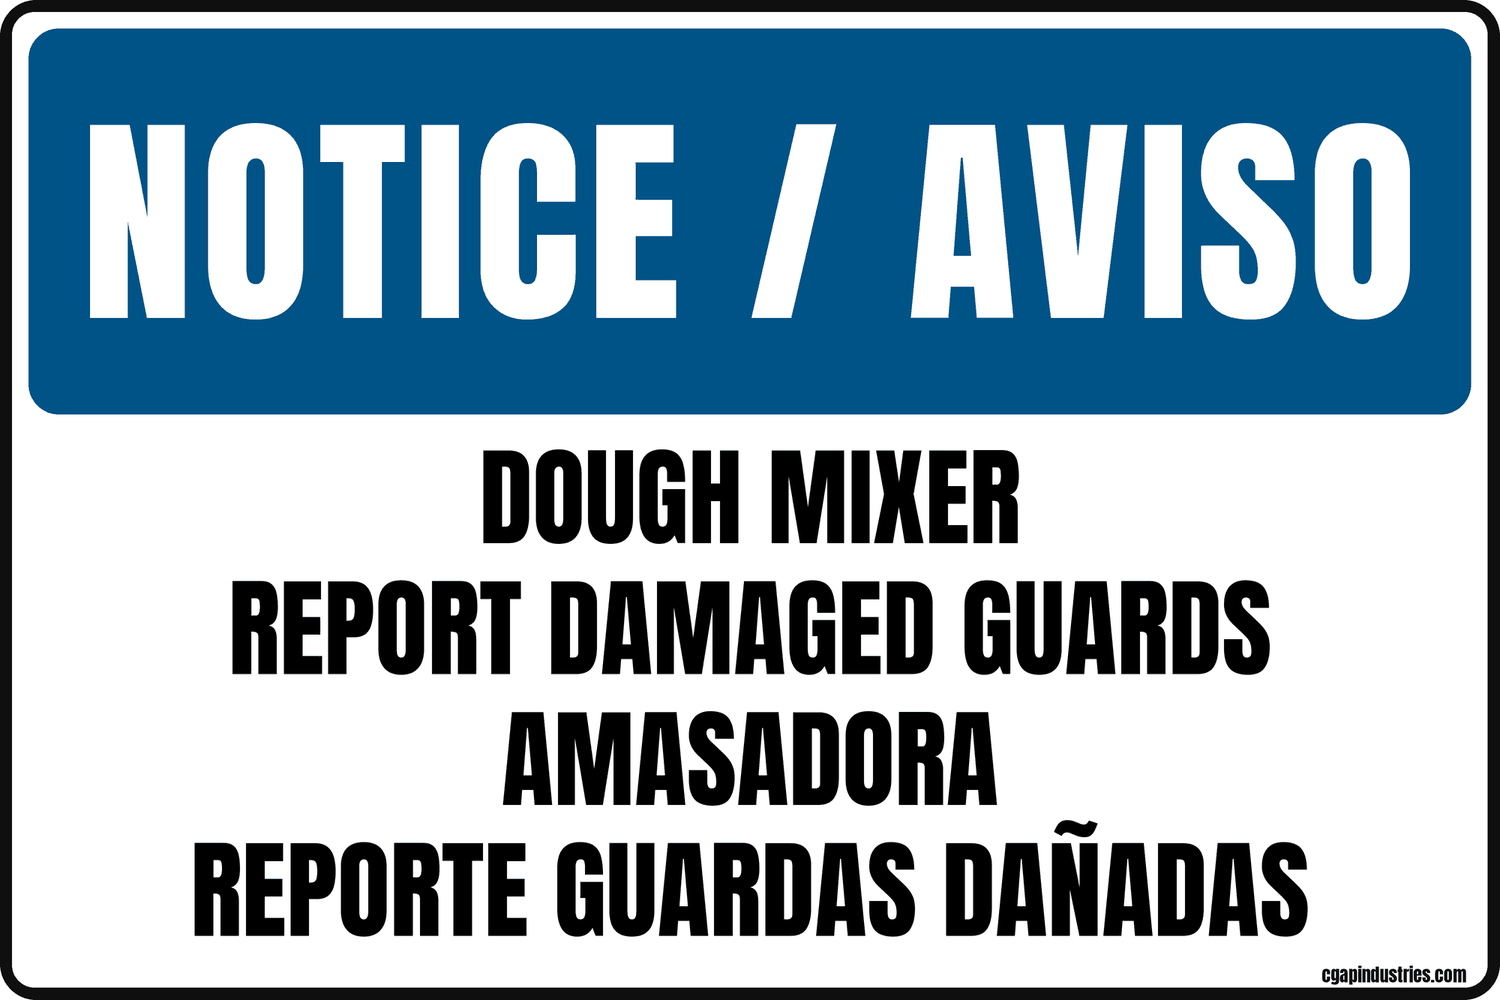 NOTICE / AVISO
DOUGH MIXER
REPORT DAMAGED GUARDS
AMASADORA
REPORTE GUARDAS DAÑADAS
cgapindustries.com